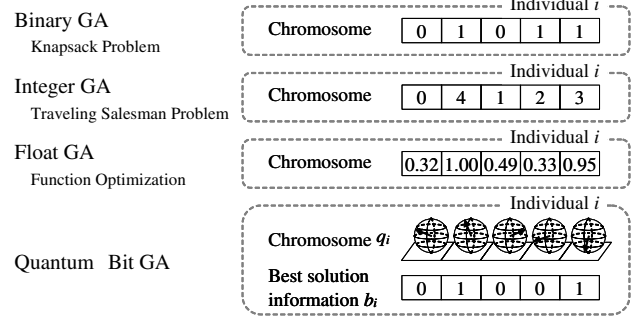 Individual i
Binary GA
Knapsack Problem
Chromosome 0 1 0 1 1
Individual i
Integer GA
Traveling Salesman Problem
Chromosome 0 4 1 2 3
Individual i
Float GA
Function Optimization
Chromosome 0.32 1.00 0.49 0.33 0.95
Individual i
Quantum Bit GA
Chromosome qi
Best solution
information bi 0 1 0 0 1